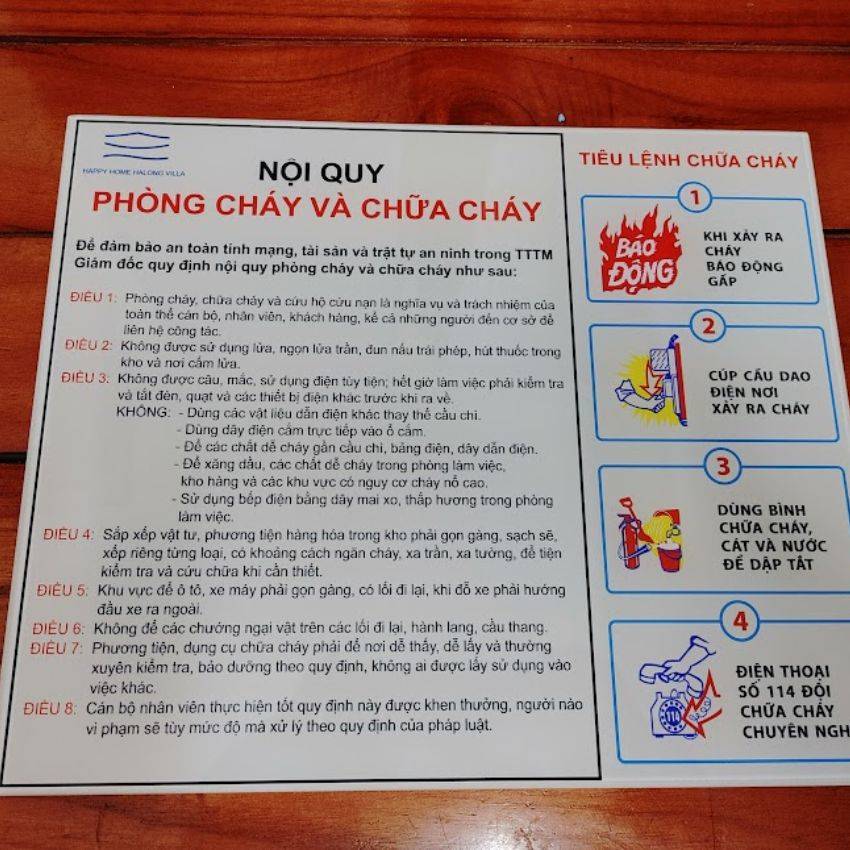 HAPPY HOME HALONG VILLA
NỘI QUY
PHÒNG CHÁY VÀ CHỮA CHÁY
Để đảm bảo an toàn tính mạng, tài sản và trật tự an ninh trong TTTM
Giám đốc quy định nội quy phòng cháy và chữa cháy như sau:
ĐIỀU 1: Phòng cháy, chữa cháy và cứu hộ cứu nạn là nghĩa vụ và trách nhiệm của
toàn thể cán bộ, nhân viên, khách hàng, kể cả những người đến cơ sở để
liên hệ công tác.
ĐIỀU 2: Không được sử dụng lửa, ngọn lửa trần, đun nấu trái phép, hút thuốc trong
kho và nơi cấm lửa.
ĐIỀU 3: Không được câu, mắc, sử dụng điện tùy tiện; hết giờ làm việc phải kiểm tra
và tắt đèn, quạt và các thiết bị điện khác trước khi ra về.
KHÔNG: - Dùng các vật liệu dẫn điện khác thay thế cầu chì.
- Dùng dây điện cắm trực tiếp vào ổ cắm.
- Để các chất dễ cháy gần cầu chì, bảng điện, dây dẫn điện.
- Để xăng dầu, các chất dễ cháy trong phòng làm việc,
kho hàng và các khu vực có nguy cơ cháy nổ cao.
- Sử dụng bếp điện bằng dây mai xo, thắp hương trong phòng
làm việc.
ĐIỀU 4: Sắp xếp vật tư, phương tiện hàng hóa trong kho phải gọn gàng, sạch sẽ,
xếp riêng từng loại, có khoảng cách ngăn cháy, xa trần, xa tường, để tiện
kiểm tra và cứu chữa khi cần thiết.
ĐIỀU 5: Khu vực để ô tô, xe máy phải gọn gàng, có lối đi lại, khi đỗ xe phải hướng
đầu xe ra ngoài.
ĐIỀU 6: Không để các chướng ngại vật trên các lối đi lại, hành lang, cầu thang.
ĐIỀU 7: Phương tiện, dụng cụ chữa cháy phải để nơi dễ thấy, dễ lấy và thường
xuyên kiểm tra, bảo dưỡng theo quy định, không ai được lấy sử dụng vào
việc khác.
ĐIỀU 8: Cán bộ nhân viên thực hiện tốt quy định này được khen thưởng, người nào
vi phạm sẽ tùy mức độ mà xử lý theo quy định của pháp luật.
TIÊU LỆNH CHỮA CHÁY
1
BÁO
ĐỘNG
KHI XẢY RA
CHÁY
BÁO ĐỘNG
GẤP
2
CÚP CẦU DAO
ĐIỆN NƠI
XẢY RA CHÁY
3
DÙNG BÌNH
CHỮA CHÁY,
CÁT VÀ NƯỚC
ĐỂ DẬP TẮT
4
114
ĐIỆN THOẠI
SỐ 114 ĐỘI
CHỮA CHÁY
CHUYÊN NGH